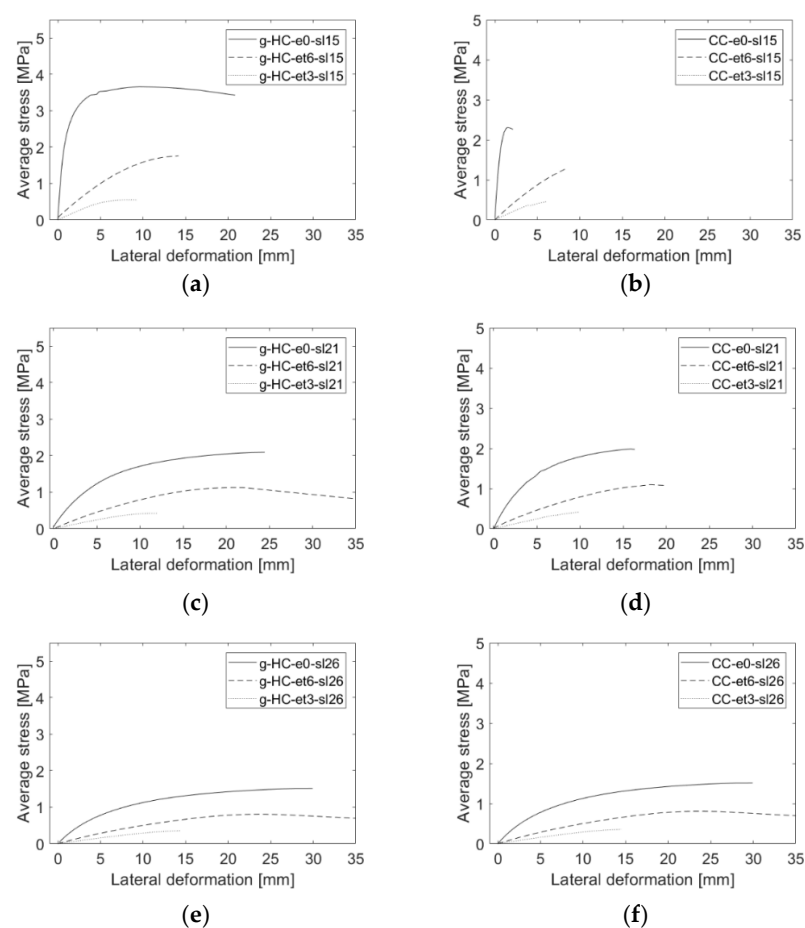 Average stress [MPa]
5
4
3
2
1
0
g-HC-e0-sl15
g-HC-et6-sl15
g-HC-et3-sl15
0 5 10 15 20 25 30 35
Lateral deformation [mm]
(a)
Average stress [MPa]
5
4
3
2
1
0
CC-e0-sl15
CC-et6-sl15
CC-et3-sl15
0 5 10 15 20 25 30 35
Lateral deformation [mm]
(b)
Average stress [MPa]
5
4
3
2
1
0
g-HC-e0-sl21
g-HC-et6-sl21
g-HC-et3-sl21
0 5 10 15 20 25 30 35
Lateral deformation [mm]
(c)
Average stress [MPa]
5
4
3
2
1
0
CC-e0-sl21
CC-et6-sl21
CC-et3-sl21
0 5 10 15 20 25 30 35
Lateral deformation [mm]
(d)
Average stress [MPa]
5
4
3
2
1
0
g-HC-e0-sl26
g-HC-et6-sl26
g-HC-et3-sl26
0 5 10 15 20 25 30 35
Lateral deformation [mm]
(e)
Average stress [MPa]
5
4
3
2
1
0
CC-e0-sl26
CC-et6-sl26
CC-et3-sl26
0 5 10 15 20 25 30 35
Lateral deformation [mm]
(f)